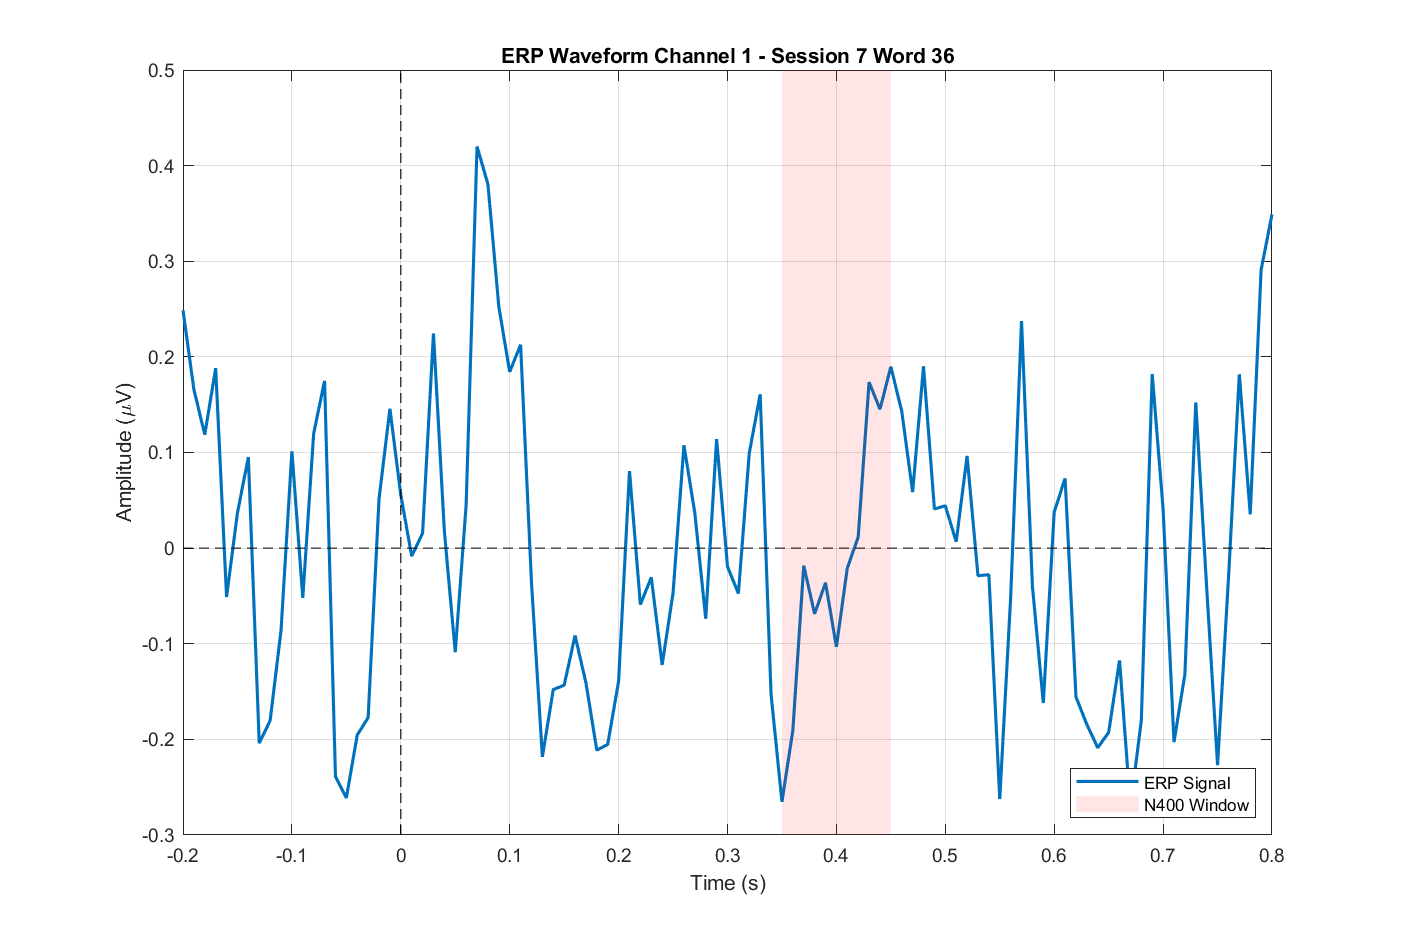 ERP Waveform Channel 1 - Session 7 Word 36
0.5
0.4
0.3
0.2
0.1
0
-0.1
-0.2
-0.3
Amplitude (μV)
ERP Signal
N400 Window
-0.2 -0.1 0 0.1 0.2 0.3 0.4 0.5 0.6 0.7 0.8
Time (s)